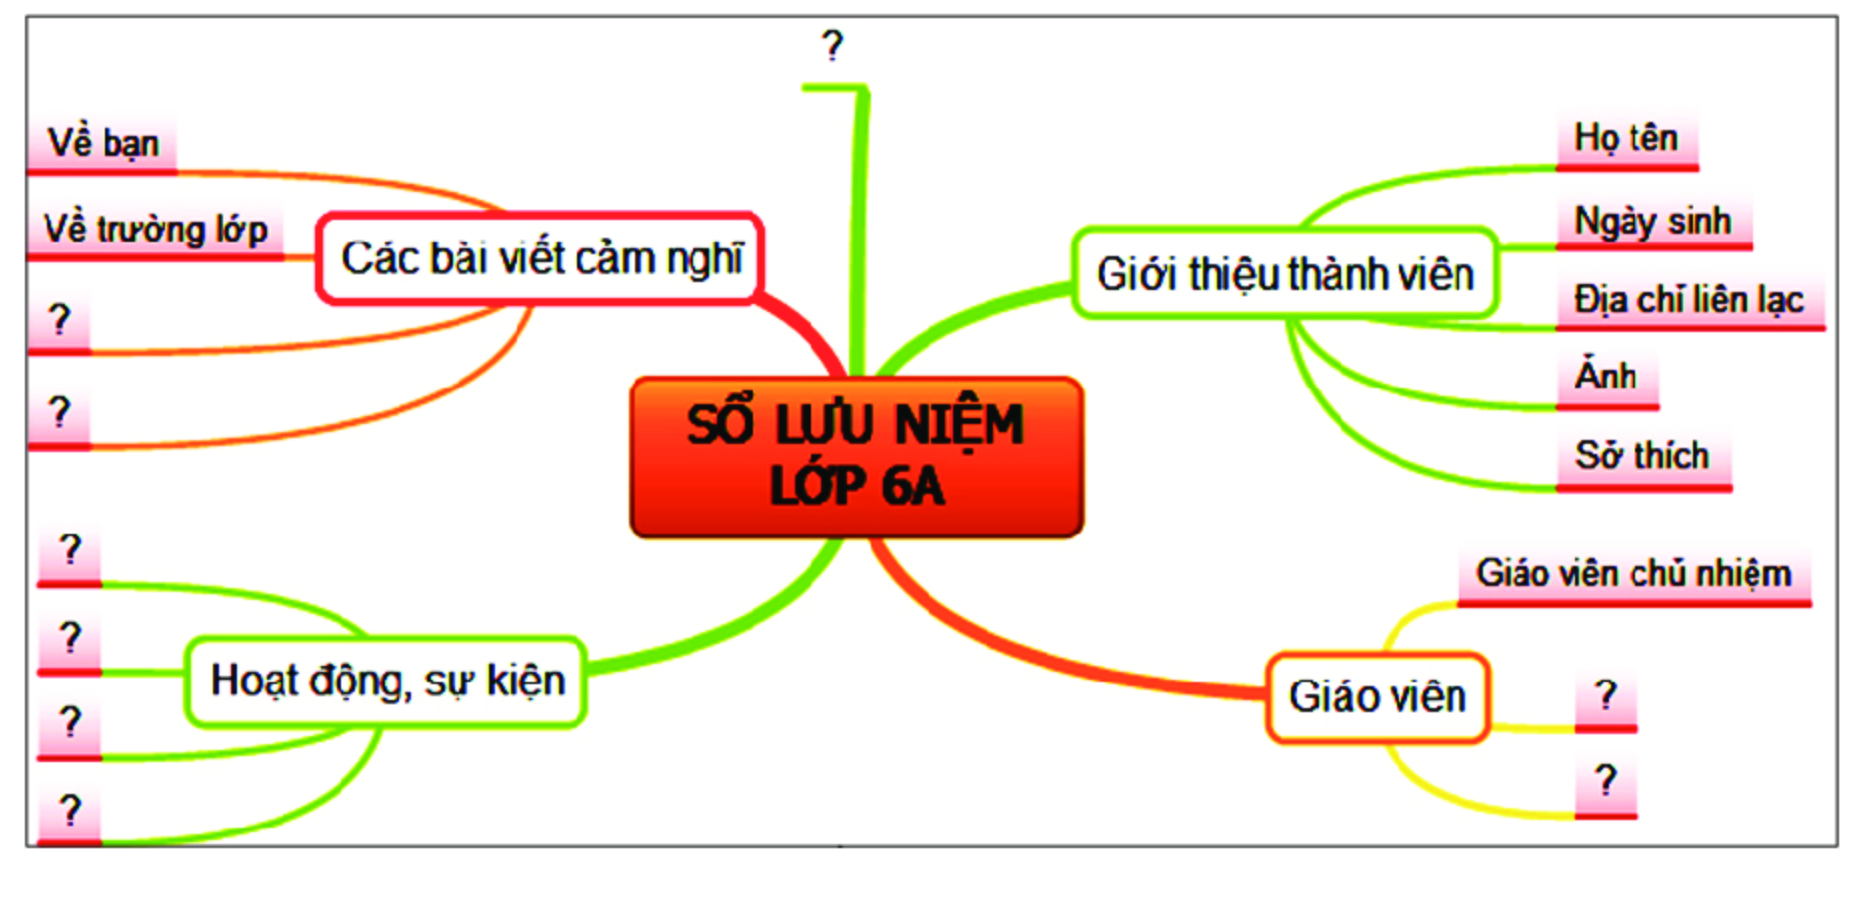 ?
Về bạn
Về trường lớp
?
?
Các bài viết cảm nghĩ
Giới thiệu thành viên
Họ tên
Ngày sinh
Địa chỉ liên lạc
Ảnh
Sở thích
SỔ LƯU NIỆM
LỚP 6A
?
?
?
?
Hoạt động, sự kiện
Giáo viên
Giáo viên chủ nhiệm
?
?